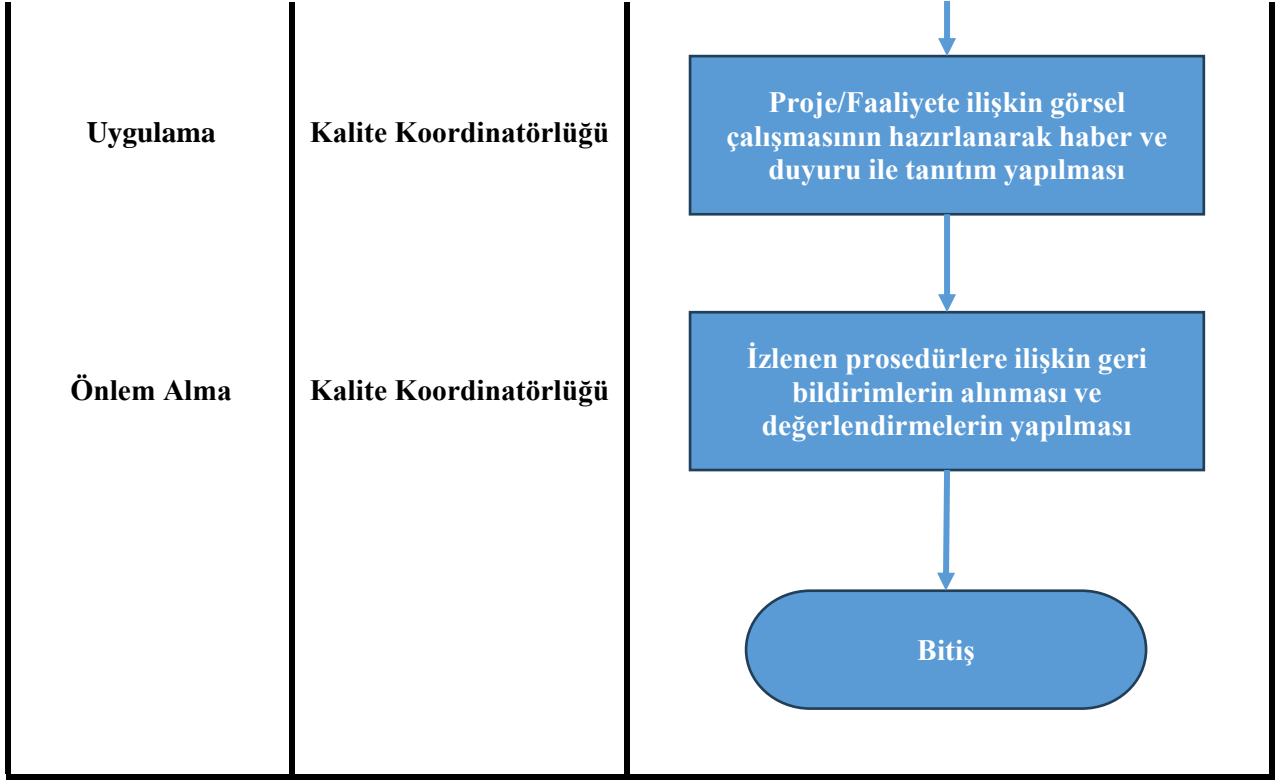 Uygulama
Kalite Koordinatörlüğü
Proje/Faaliyete ilişkin görsel
çalışmasının hazırlanarak haber ve
duyuru ile tanıtım yapılması
Önlem Alma
Kalite Koordinatörlüğü
İzlenen prosedürlere ilişkin geri
bildirimlerin alınması ve
değerlendirmelerin yapılması
Bitiş